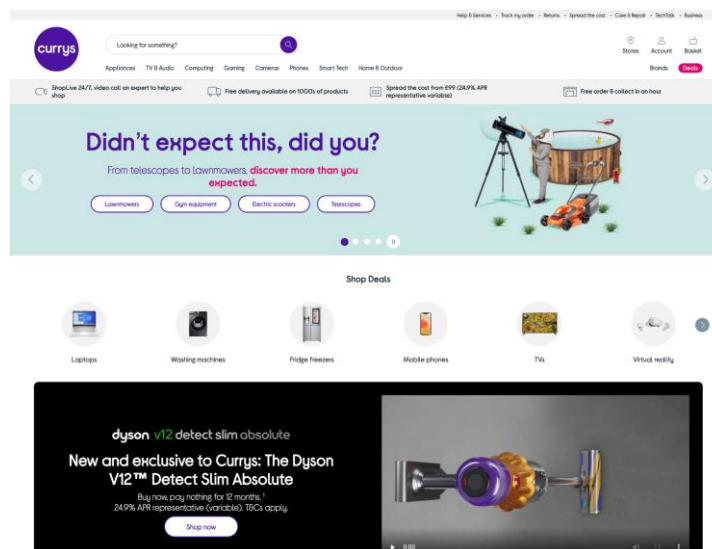 Help & Services • Track my order • Returns • Spread the cost • Care & Repair • TechTalk • Business
currys
Looking for something?
Stores Account Basket
Appliances TV & Audio Computing Gaming Cameras Phones Smart Tech Home & Outdoor
Brands Deals
ShopLive 24/7, video call an expert to help you
shop
Free delivery available on 1000s of products
Spread the cost from £99 (24.9% APR
representative variable)
Free order & collect in an hour
Didn't expect this, did you?
From telescopes to lawnmowers, discover more than you
expected.
Lawnmowers Gym equipment Electric scooters Telescopes
Shop Deals
Laptops Washing machines Fridge freezers Mobile phones TVs Virtual reality
dyson v12 detect slim absolute
New and exclusive to Currys: The Dyson
V12™ Detect Slim Absolute
Buy now, pay nothing for 12 months. ¹
24.9% APR representative (variable). T&Cs apply.
Shop now
0:00